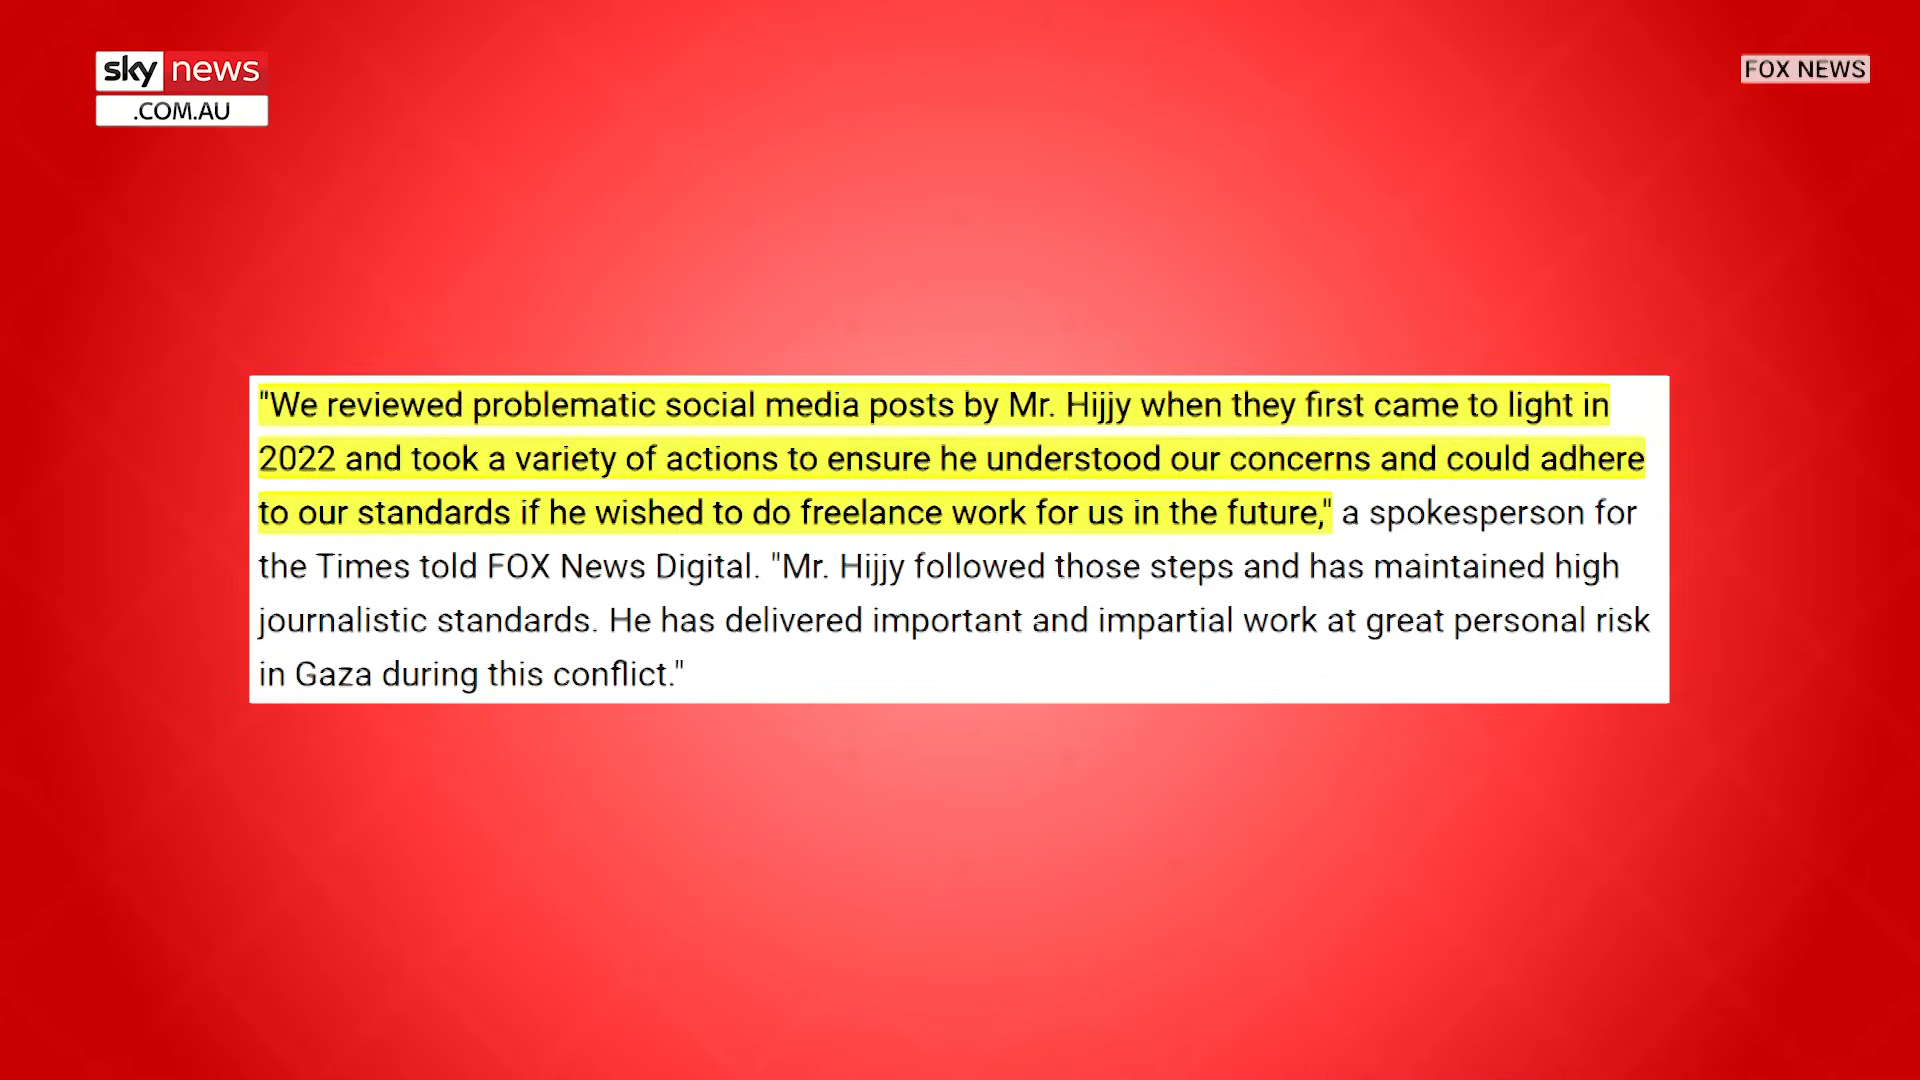 sky news
.COM.AU
FOX NEWS
"We reviewed problematic social media posts by Mr. Hijjy when they first came to light in
2022 and took a variety of actions to ensure he understood our concerns and could adhere
to our standards if he wished to do freelance work for us in the future," a spokesperson for
the Times told FOX News Digital. "Mr. Hijjy followed those steps and has maintained high
journalistic standards. He has delivered important and impartial work at great personal risk
in Gaza during this conflict."